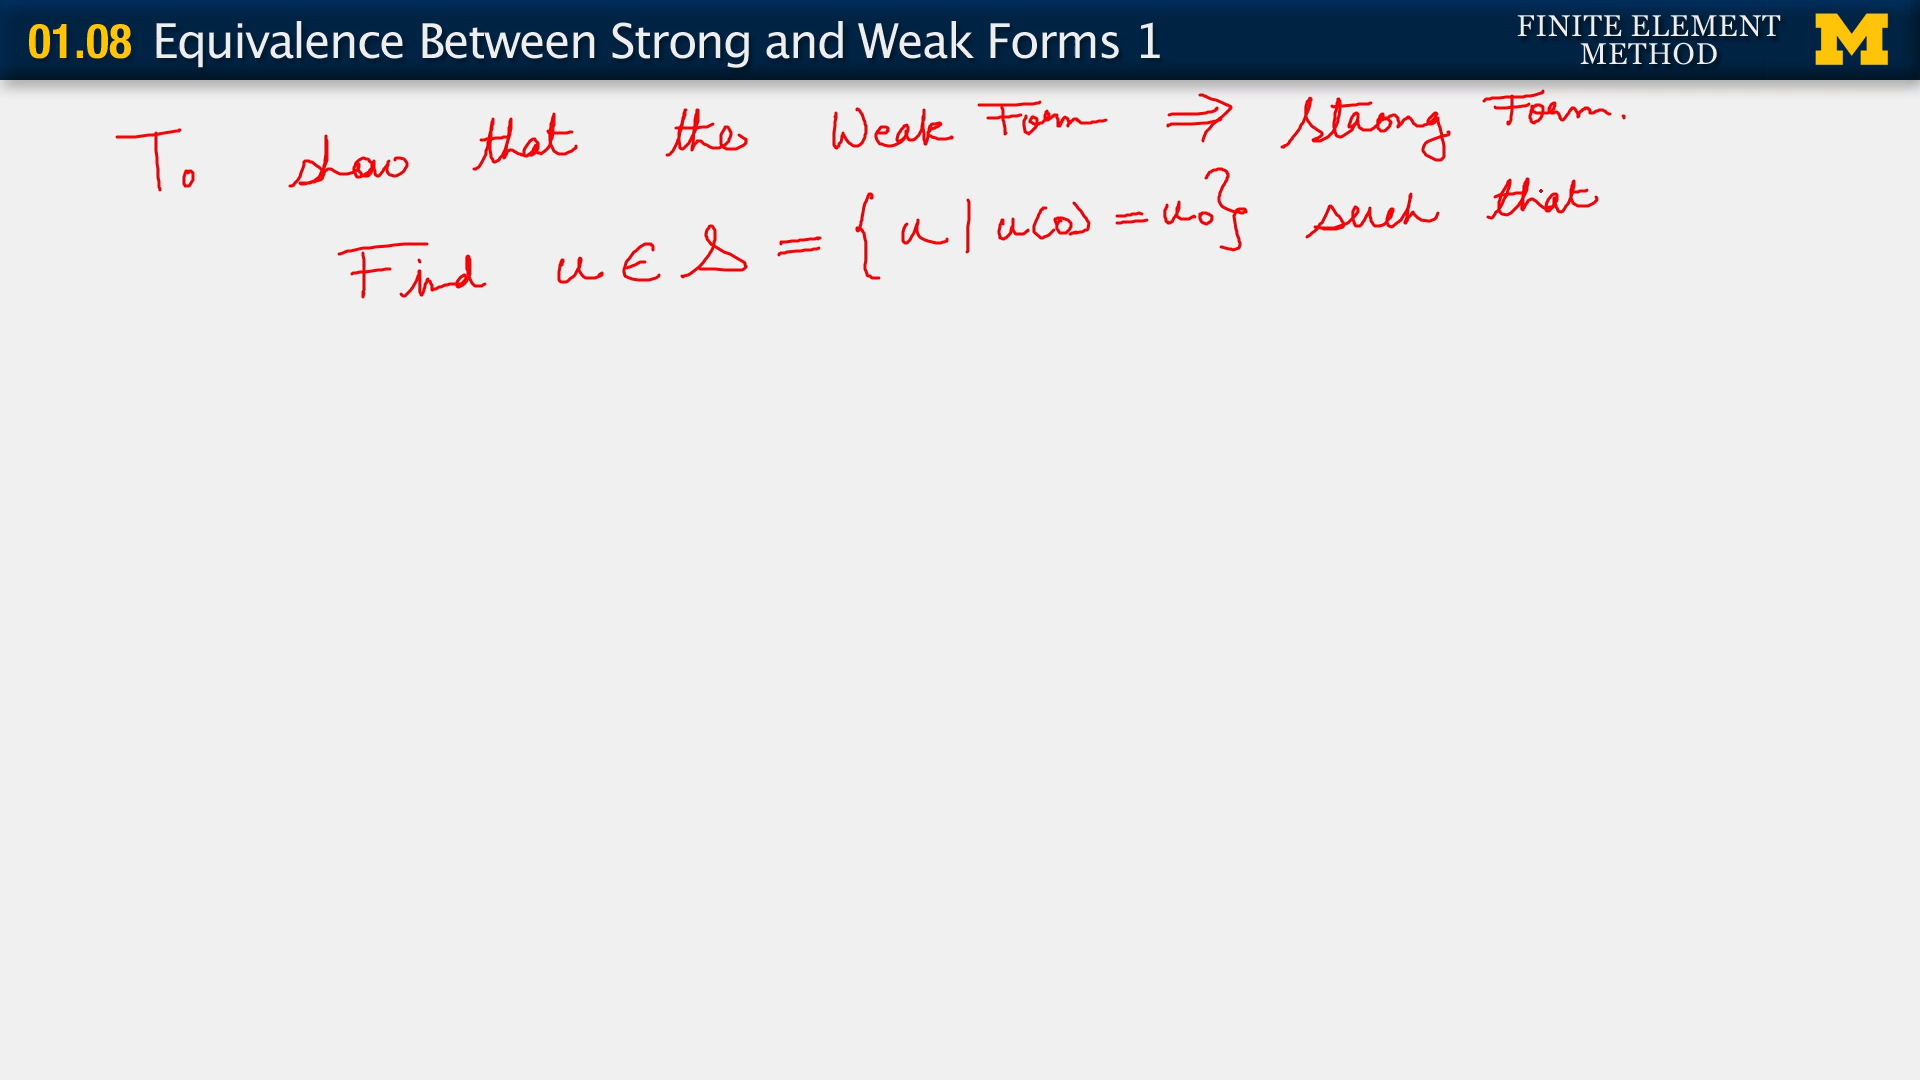 01.08 Equivalence Between Strong and Weak Forms 1
FINITE ELEMENT
METHOD
M
To show that the Weak Form ⇒ Strong Form.
Find u ∈ S = {u | u(0) = u₀} such that